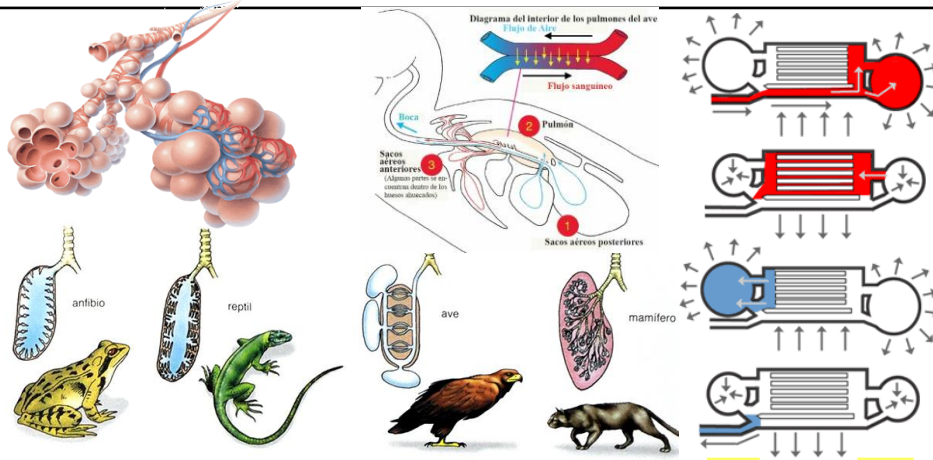 Diagrama del interior de los pulmones del ave
Flujo de Aire
Flujo sanguíneo
Boca
2
Pulmón
Sacos
aéreos
anteriores
3
(Algunas partes se en-
cuentran dentro de los
huesos ahuecados)
1
Sacos aéreos posteriores
anfibio
reptil
ave
mamífero